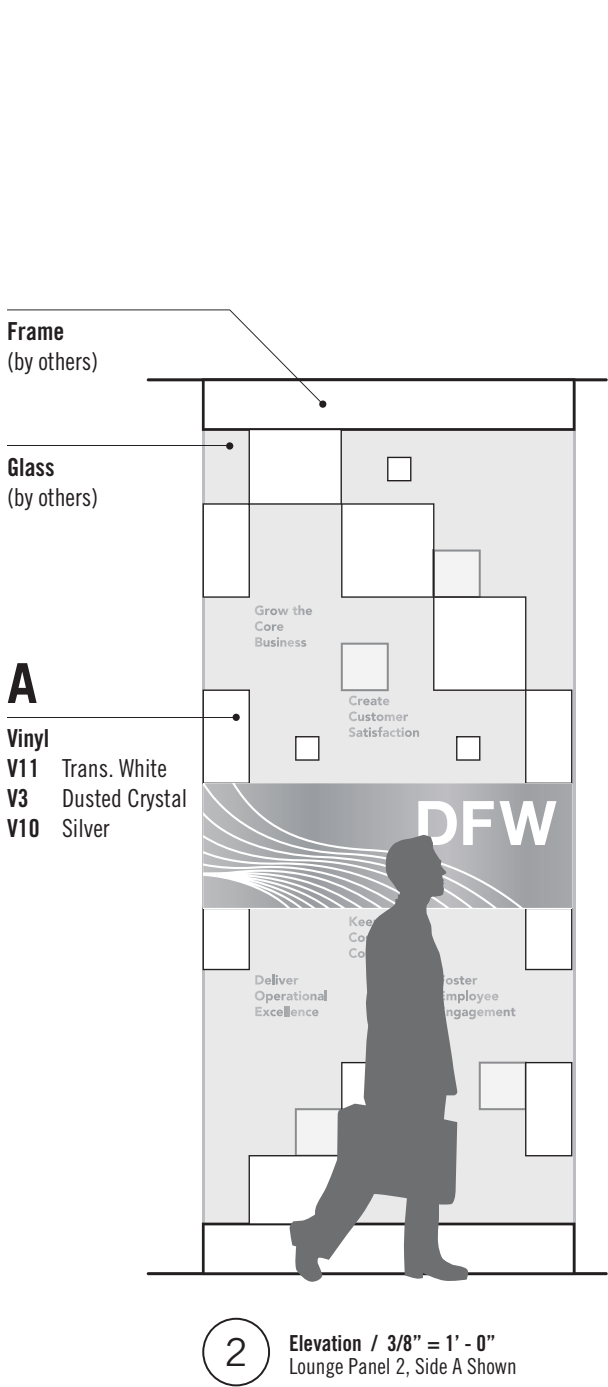 Frame
(by others)
Glass
(by others)
Grow the
Core
Business
A
Create
Customer
Satisfaction
Vinyl
V11 Trans. White
V3 Dusted Crystal
V10 Silver
DFW
Deliver
Operational
Excellence
2
Elevation / 3/8” = 1’ - 0”
Lounge Panel 2, Side A Shown